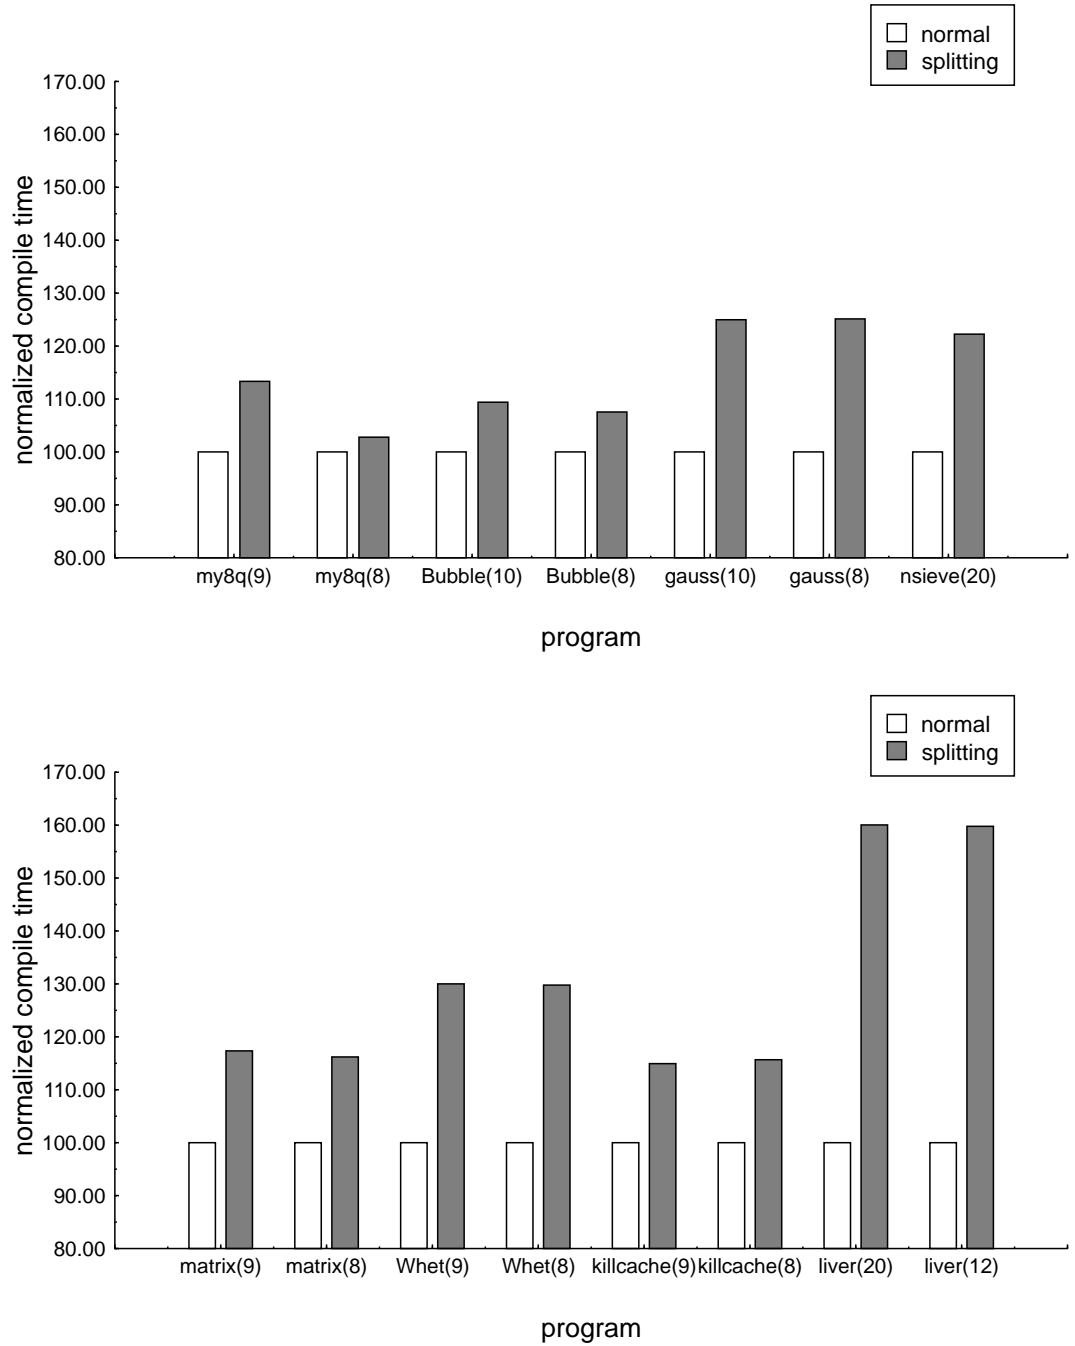 normal
splitting
170.00
160.00
150.00
140.00
130.00
120.00
110.00
100.00
90.00
80.00
normalized compile time
my8q(9) my8q(8) Bubble(10) Bubble(8) gauss(10) gauss(8) nsieve(20)
program
normal
splitting
170.00
160.00
150.00
140.00
130.00
120.00
110.00
100.00
90.00
80.00
normalized compile time
matrix(9) matrix(8) Whet(9) Whet(8) killcache(9) killcache(8) liver(20) liver(12)
program